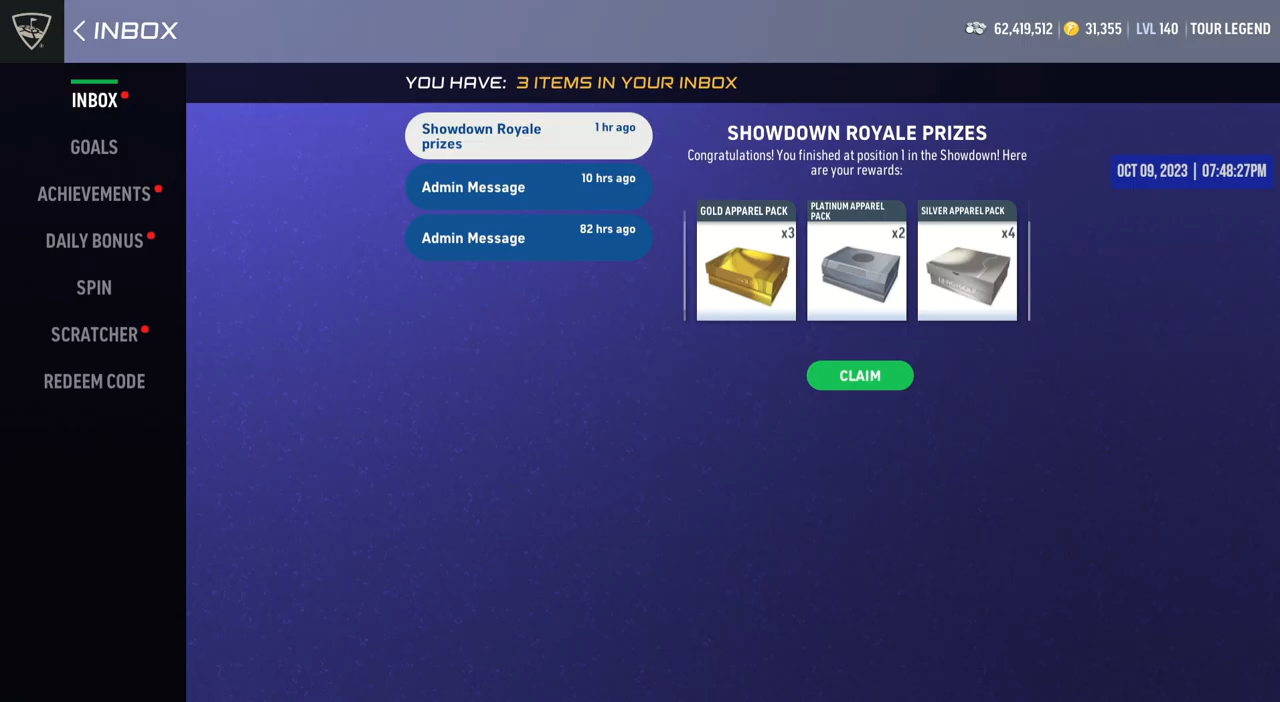 INBOX
62,419,512
31,355
LVL 140
TOUR LEGEND
YOU HAVE: 3 ITEMS IN YOUR INBOX
INBOX
GOALS
ACHIEVEMENTS
DAILY BONUS
SPIN
SCRATCHER
REDEEM CODE
Showdown Royale
prizes
1 hr ago
Admin Message
10 hrs ago
Admin Message
82 hrs ago
SHOWDOWN ROYALE PRIZES
Congratulations! You finished at position 1 in the Showdown! Here
are your rewards:
GOLD APPAREL PACK
x3
PLATINUM APPAREL
PACK
x2
SILVER APPAREL PACK
x4
CLAIM
OCT 09, 2023 | 07:48:27PM